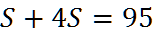 S + 4S = 95